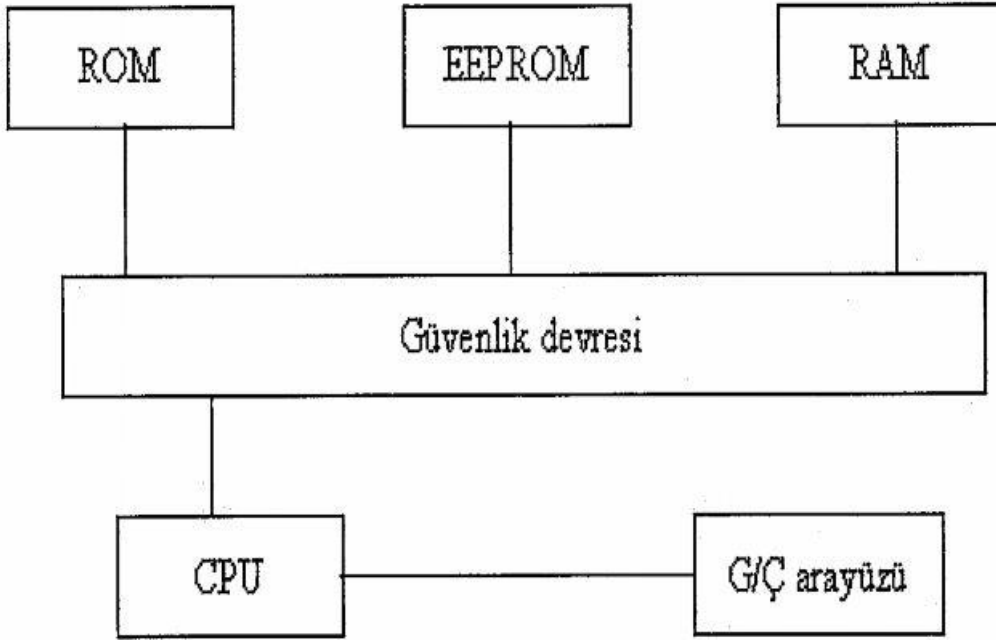 ROM
EEPROM
RAM
Güvenlik devresi
CPU
G/Ç arayüzü